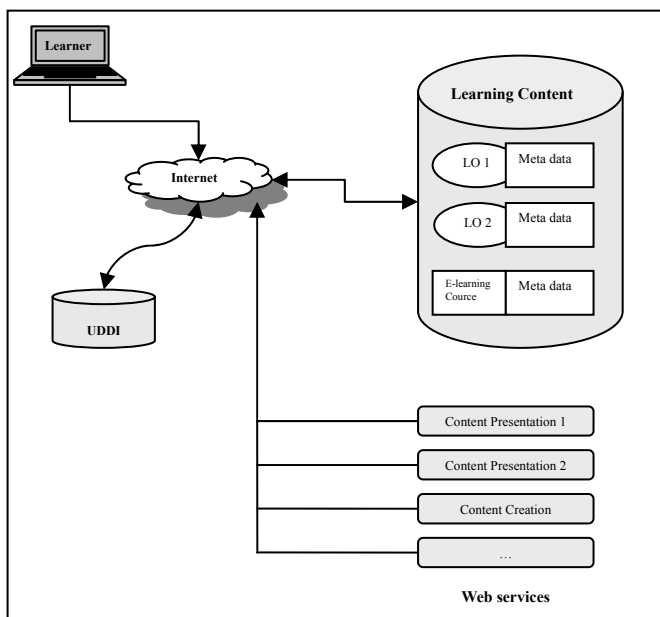 Learner
Learning Content
LO 1
Meta data
Internet
LO 2
Meta data
E-learning
Cource
Meta data
UDDI
Content Presentation 1
Content Presentation 2
Content Creation
…
Web services